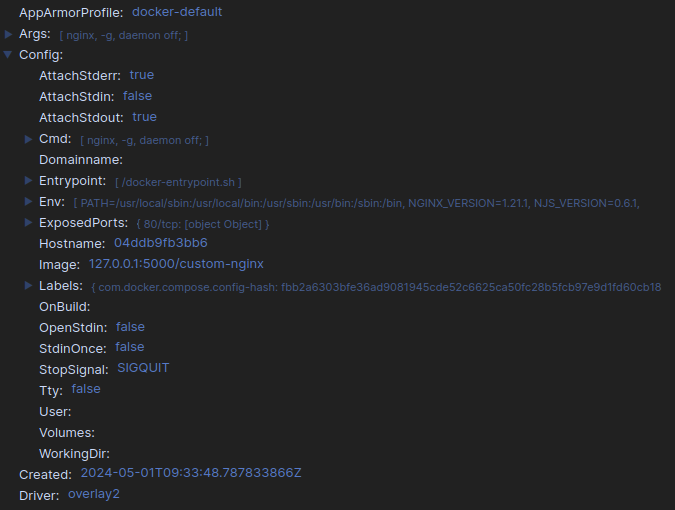 AppArmorProfile: docker-default
Args: [ nginx, -g, daemon off; ]
Config:
AttachStderr: true
AttachStdin: false
AttachStdout: true
Cmd: [ nginx, -g, daemon off; ]
Domainname:
Entrypoint: [ /docker-entrypoint.sh ]
Env: [ PATH=/usr/local/sbin:/usr/local/bin:/usr/sbin:/usr/bin:/sbin:/bin, NGINX_VERSION=1.21.1, NJS_VERSION=0.6.1,
ExposedPorts: { 80/tcp: [object Object] }
Hostname: 04ddb9fb3bb6
Image: 127.0.0.1:5000/custom-nginx
Labels: { com.docker.compose.config-hash: fbb2a6303bfe36ad9081945cde52c6625ca50fc28b5fcb97e9d1fd60cb18
OnBuild:
OpenStdin: false
StdinOnce: false
StopSignal: SIGQUIT
Tty: false
User:
Volumes:
WorkingDir:
Created: 2024-05-01T09:33:48.787833866Z
Driver: overlay2